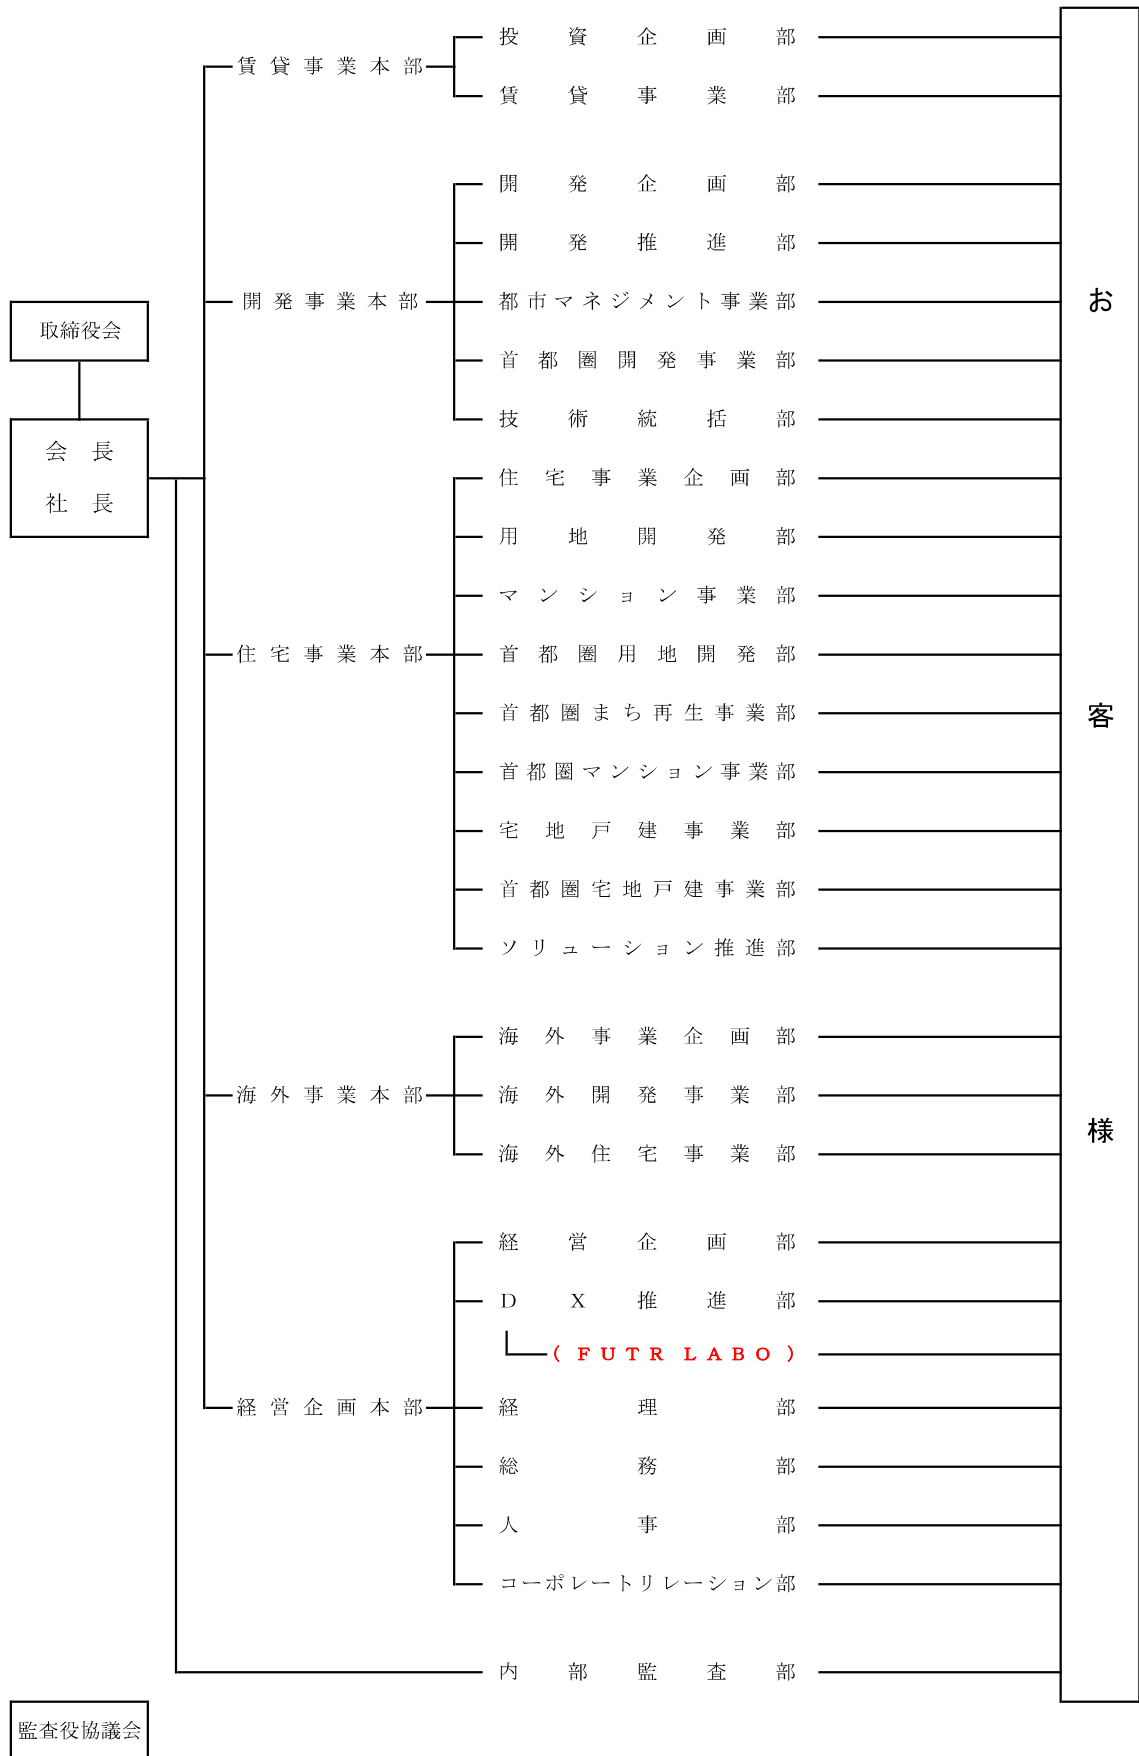 取締役会
会長
社長
賃貸事業本部
投資企画部
賃貸事業部
開発事業本部
開発企画部
開発推進部
都市マネジメント事業部
首都圏開発事業部
技術統括部
住宅事業本部
住宅事業企画部
用地開発部
マンション事業部
首都圏用地開発部
首都圏まち再生事業部
首都圏マンション事業部
宅地戸建事業部
首都圏宅地戸建事業部
ソリューション推進部
海外事業本部
海外事業企画部
海外開発事業部
海外住宅事業部
経営企画本部
経営企画部
DX推進部
(FUTR LABO)
経理部
総務部
人事部
コーポレートリレーション部
内部監査部
監査役協議会
お客様